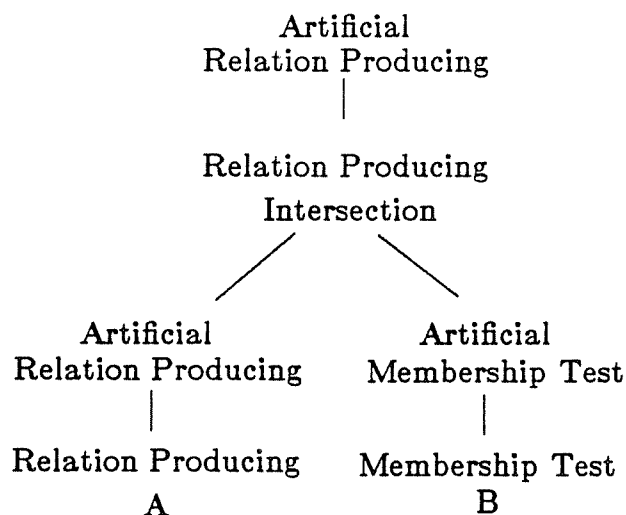 Artificial
Relation Producing
Relation Producing
Intersection
Artificial
Relation Producing
Artificial
Membership Test
Relation Producing
A
Membership Test
B